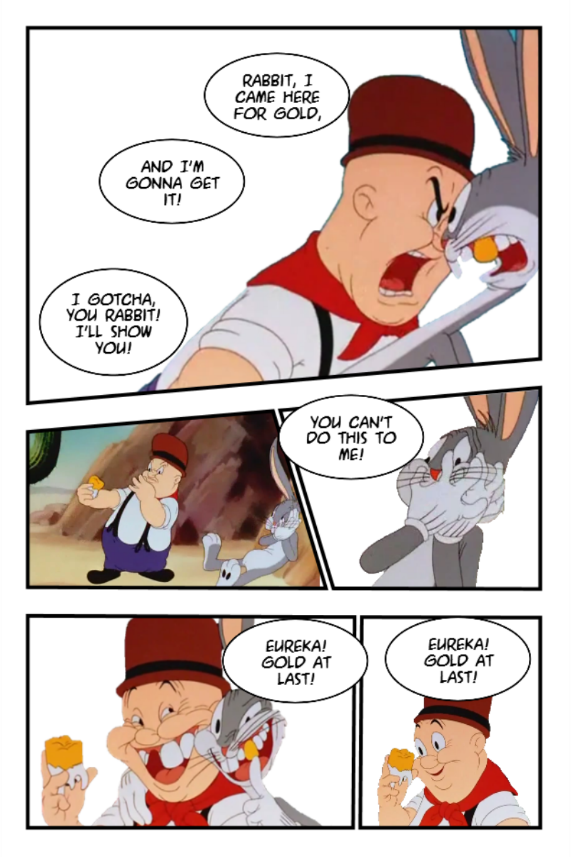 RABBIT, I
CAME HERE
FOR GOLD,
AND I'M
GONNA GET
IT!
I GOTCHA,
YOU RABBIT!
I'LL SHOW
YOU!
YOU CAN'T
DO THIS TO
ME!
EUREKA!
GOLD AT
LAST!
EUREKA!
GOLD AT
LAST!